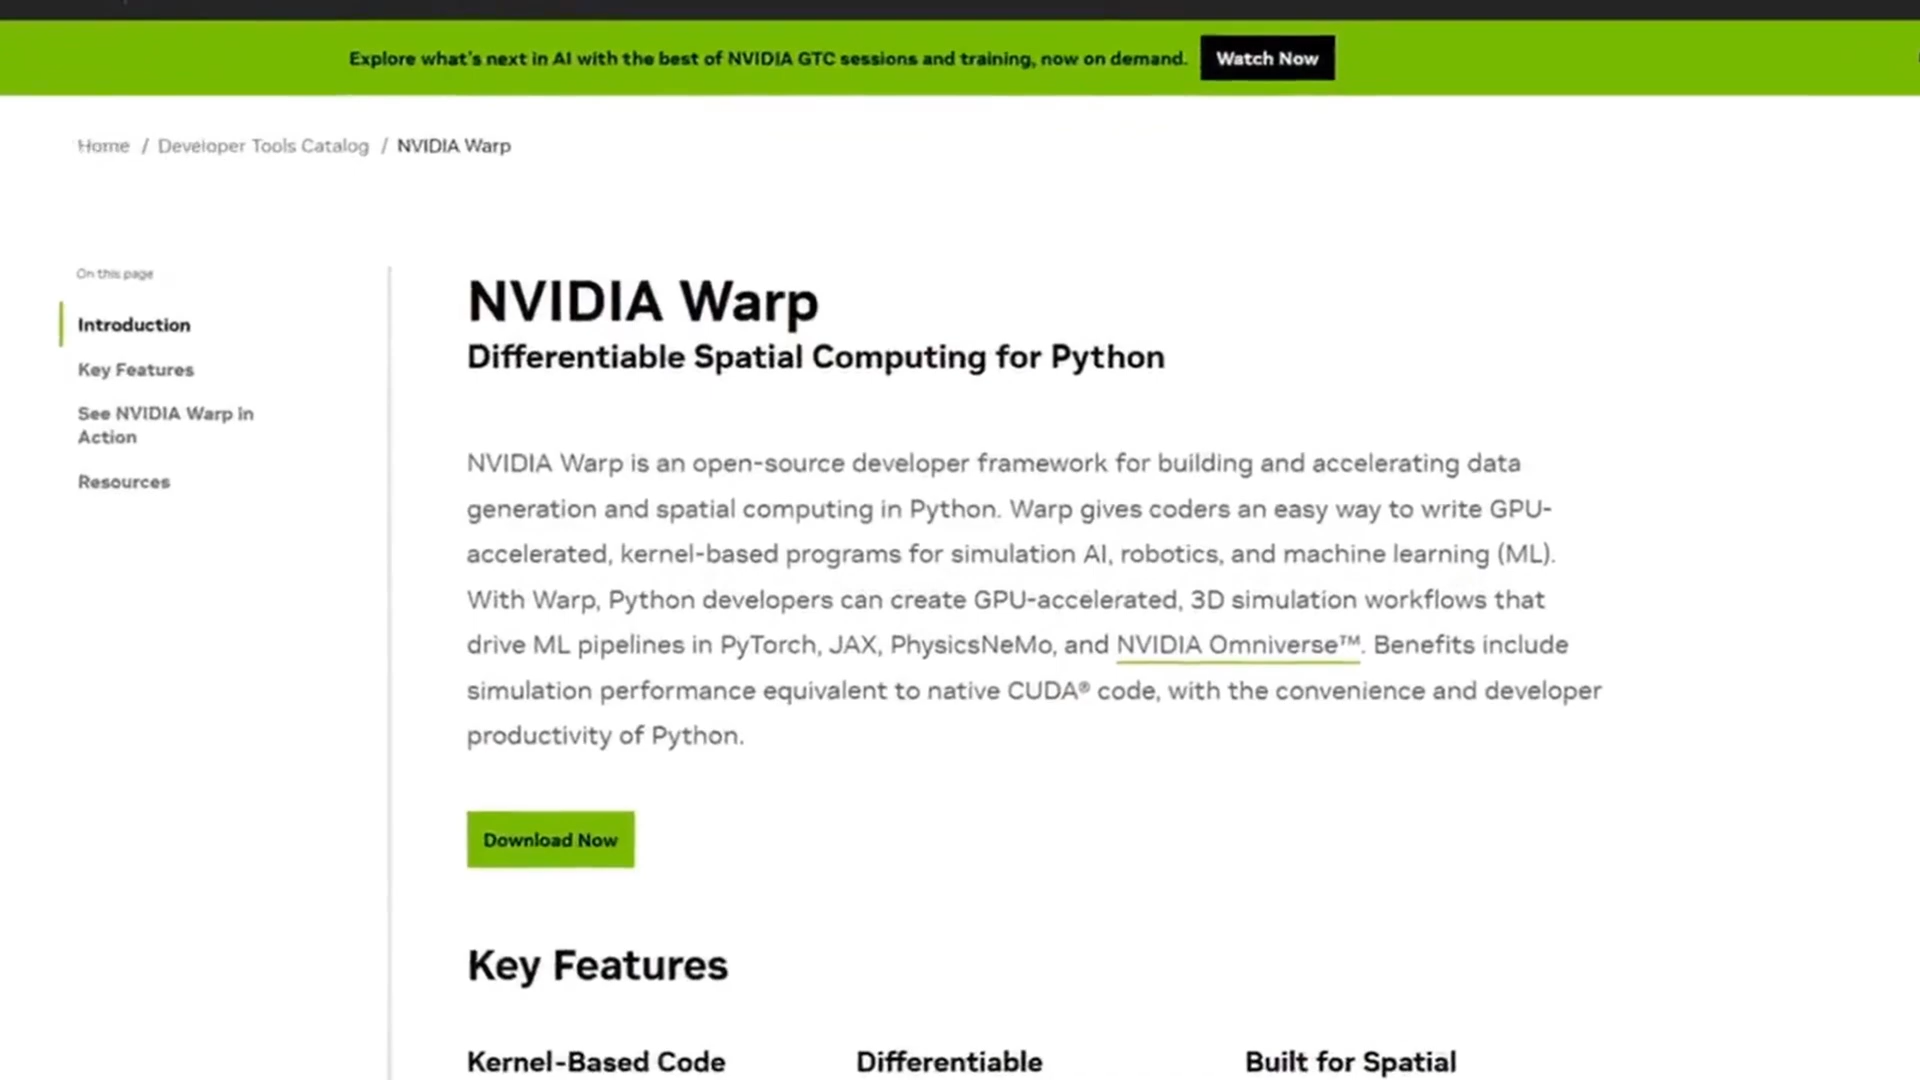 Explore what's next in AI with the best of NVIDIA GTC sessions and training, now on demand. Watch Now
Home / Developer Tools Catalog / NVIDIA Warp
On this page
Introduction
Key Features
See NVIDIA Warp in
Action
Resources
NVIDIA Warp
Differentiable Spatial Computing for Python
NVIDIA Warp is an open-source developer framework for building and accelerating data
generation and spatial computing in Python. Warp gives coders an easy way to write GPU-
accelerated, kernel-based programs for simulation AI, robotics, and machine learning (ML).
With Warp, Python developers can create GPU-accelerated, 3D simulation workflows that
drive ML pipelines in PyTorch, JAX, PhysicsNeMo, and NVIDIA Omniverse™. Benefits include
simulation performance equivalent to native CUDA® code, with the convenience and developer
productivity of Python.
Download Now
Key Features
Kernel-Based Code
Differentiable
Built for Spatial